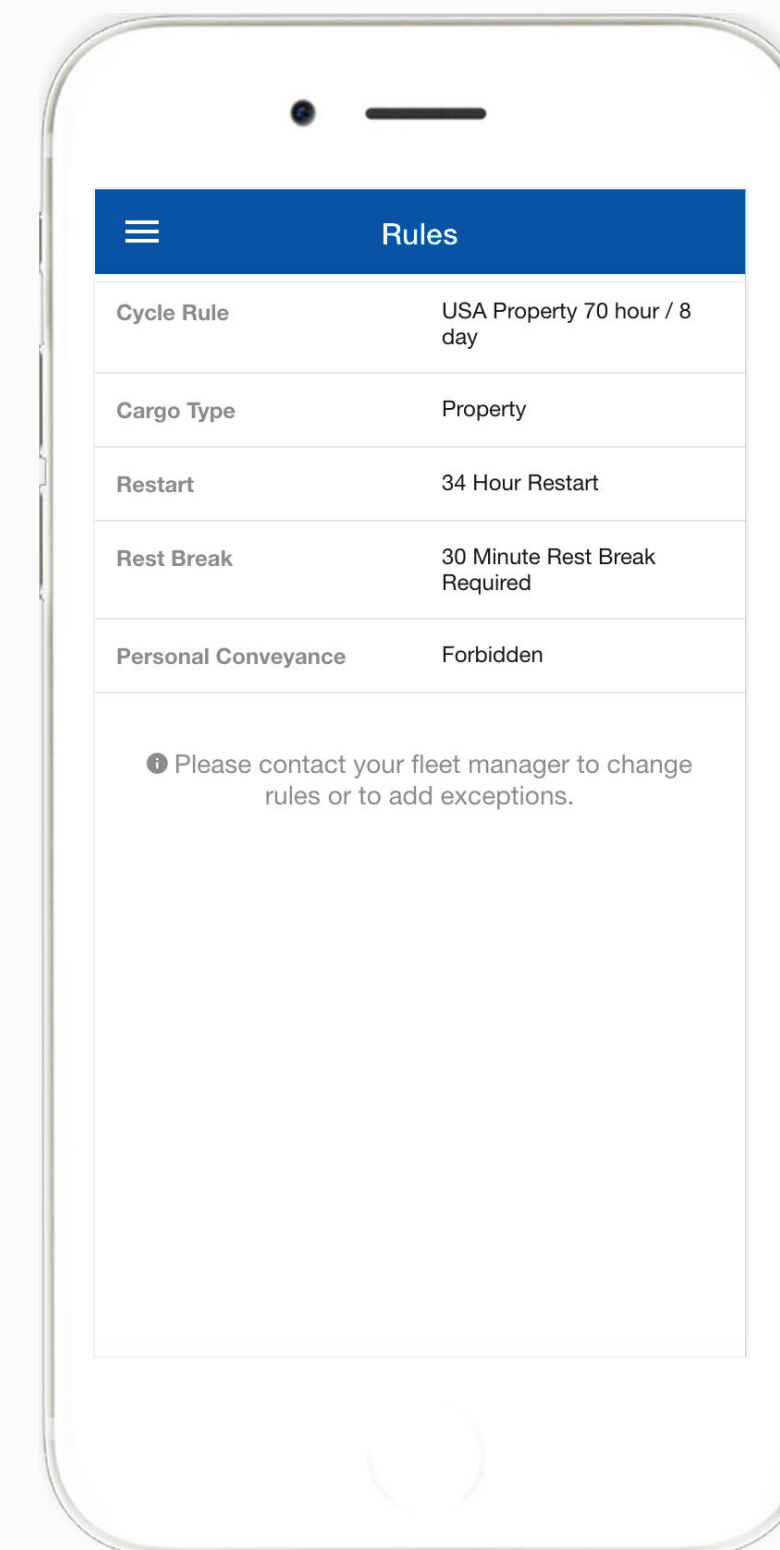 Rules
Cycle Rule
USA Property 70 hour / 8
day
Cargo Type
Property
Restart
34 Hour Restart
Rest Break
30 Minute Rest Break
Required
Personal Conveyance
Forbidden
Please contact your fleet manager to change
rules or to add exceptions.